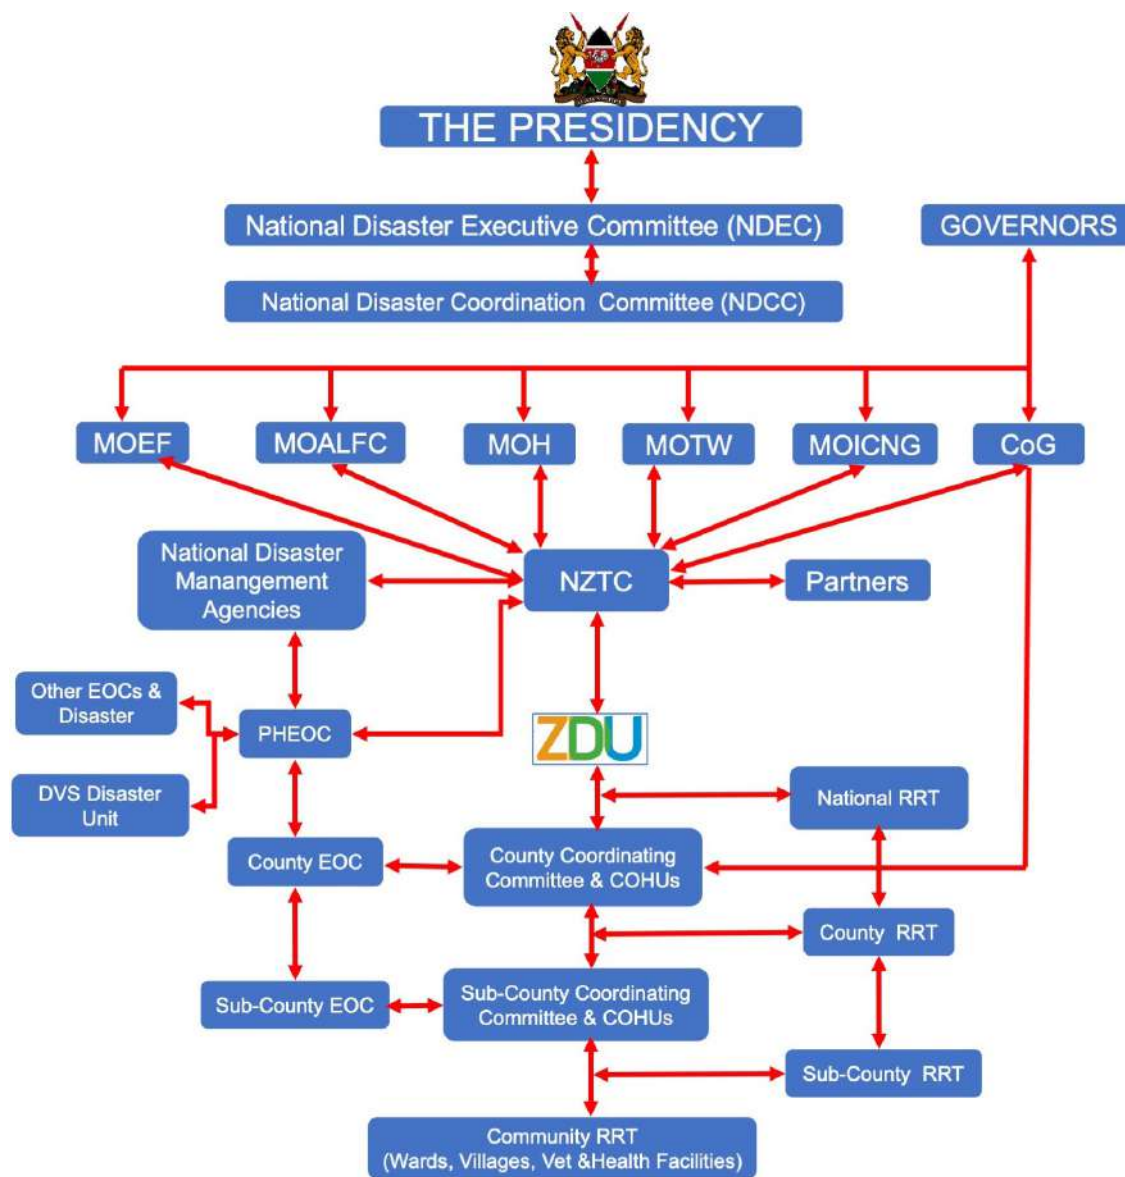 THE PRESIDENCY
National Disaster Executive Committee (NDEC)
GOVERNORS
National Disaster Coordination Committee (NDCC)
MOEF
MOALFC
MOH
MOTW
MOICNG
CoG
National Disaster
Manangement
Agencies
NZTC
Partners
Other EOCs &
Disaster
PHEOC
ZDU
DVS Disaster
Unit
National RRT
County EOC
County Coordinating
Committee & COHUs
County RRT
Sub-County EOC
Sub-County Coordinating
Committee & COHUs
Sub-County RRT
Community RRT
(Wards, Villages, Vet &Health Facilities)